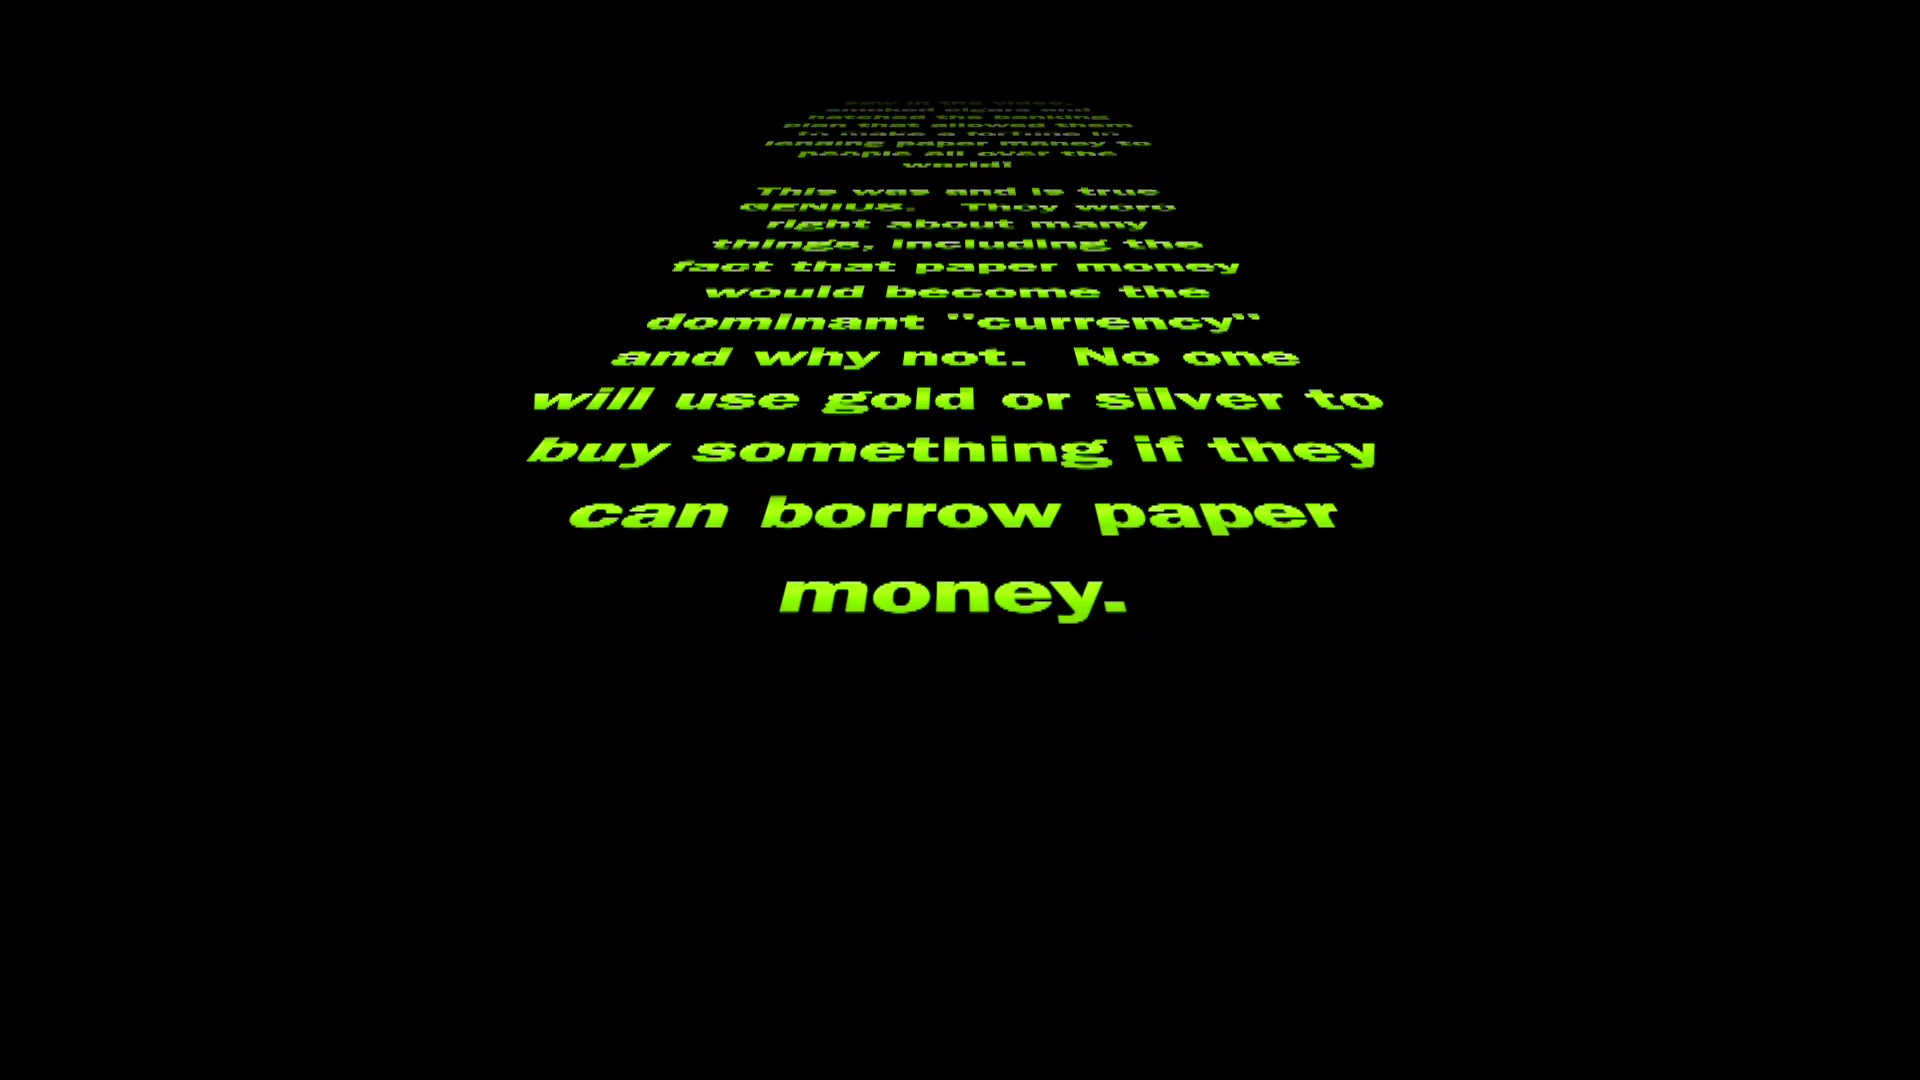 saw in the video,
smoked cigars and
hatched the banking
plan that allowed them
to make a fortune in
lending paper money to
people all over the
world!
This was and is true
GENIUS. They were
right about many
things, including the
fact that paper money
would become the
dominant "currency"
and why not. No one
will use gold or silver to
buy something if they
can borrow paper
money.